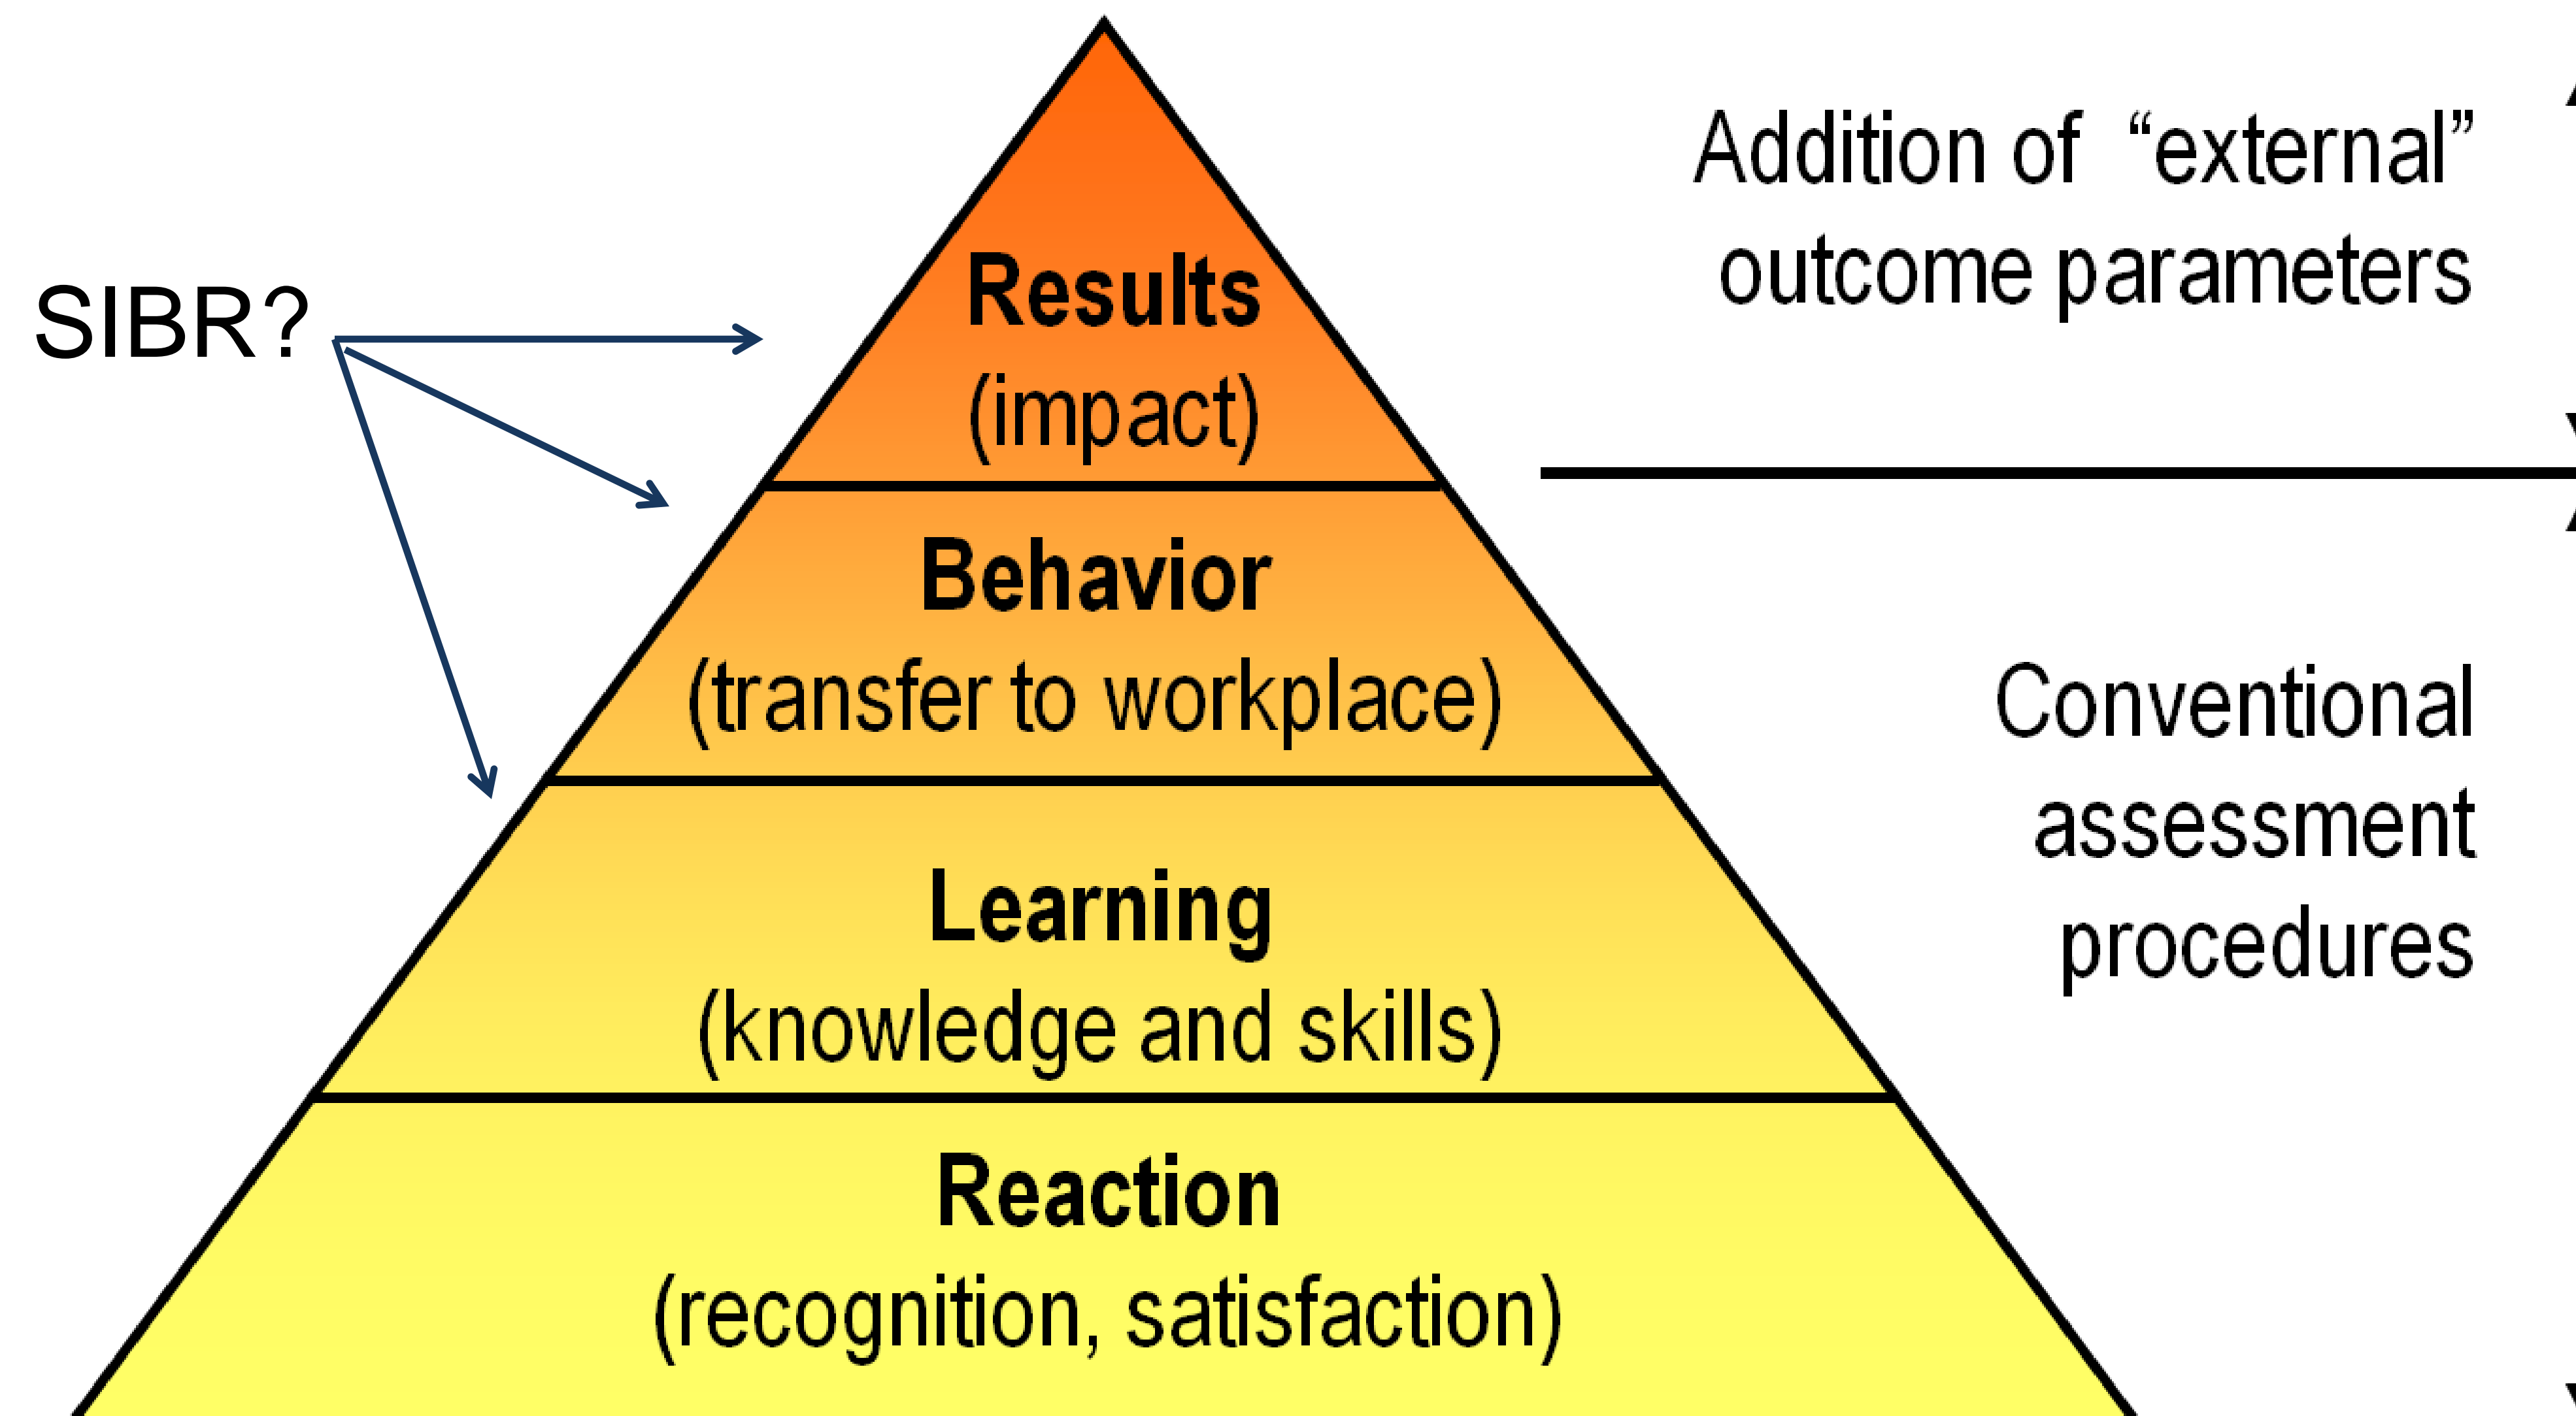 Addition of “external”
outcome parameters
SIBR?
Results
(impact)
Behavior
(transfer to workplace)
Conventional
assessment
procedures
Learning
(knowledge and skills)
Reaction
(recognition, satisfaction)